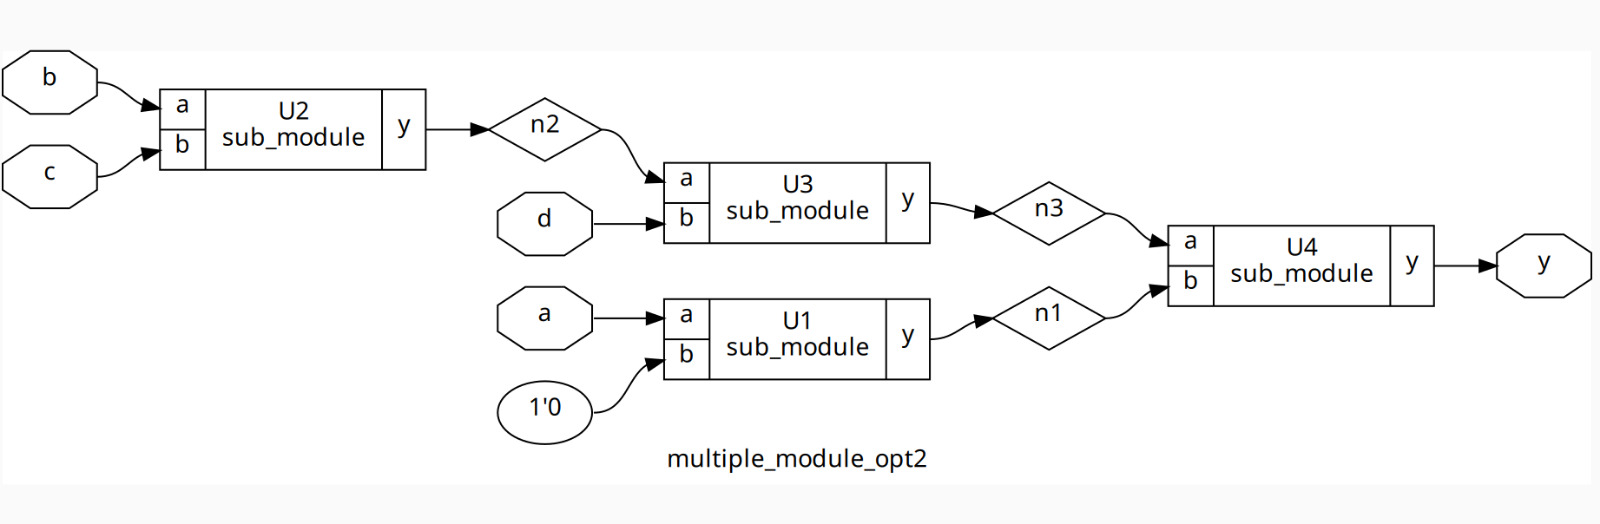 b
c
a
b
U2
sub_module
y
n2
d
a
b
U3
sub_module
y
n3
a
1'0
a
b
U1
sub_module
y
n1
a
b
U4
sub_module
y
y
multiple_module_opt2